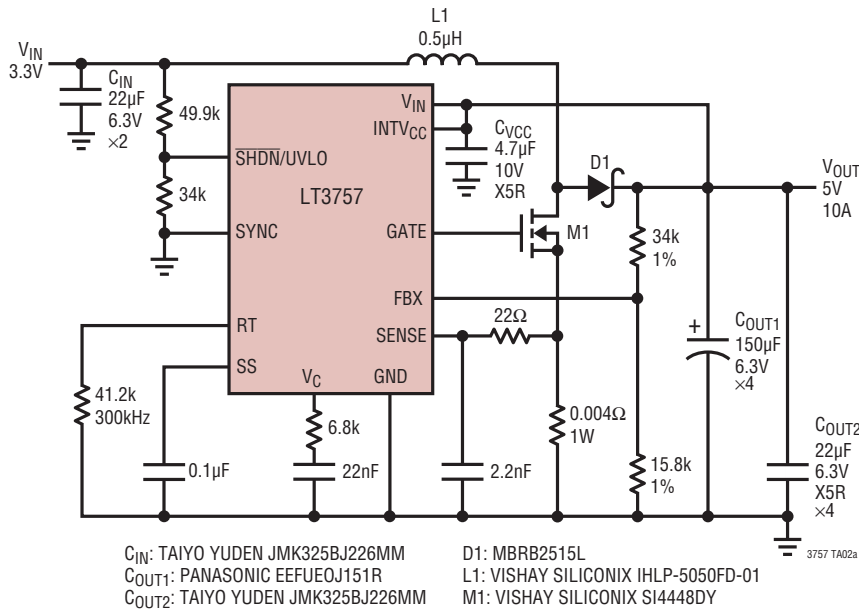 L1
0.5µH
VIN
3.3V
CIN
22µF
6.3V
×2
49.9k
34k
VIN
INTVCC
SHDN/UVLO
LT3757
SYNC
GATE
FBX
RT
SENSE
SS
VC
GND
CVCC
4.7µF
10V
X5R
D1
VOUT
5V
10A
M1
34k
1%
22Ω
COUT1
+
150µF
6.3V
×4
41.2k
300kHz
6.8k
0.004Ω
1W
0.1µF
22nF
2.2nF
15.8k
1%
COUT2
22µF
6.3V
X5R
×4
3757 TA02a
CIN: TAIYO YUDEN JMK325BJ226MM
COUT1: PANASONIC EEFUEOJ151R
COUT2: TAIYO YUDEN JMK325BJ226MM
D1: MBRB2515L
L1: VISHAY SILICONIX IHLP-5050FD-01
M1: VISHAY SILICONIX SI4448DY